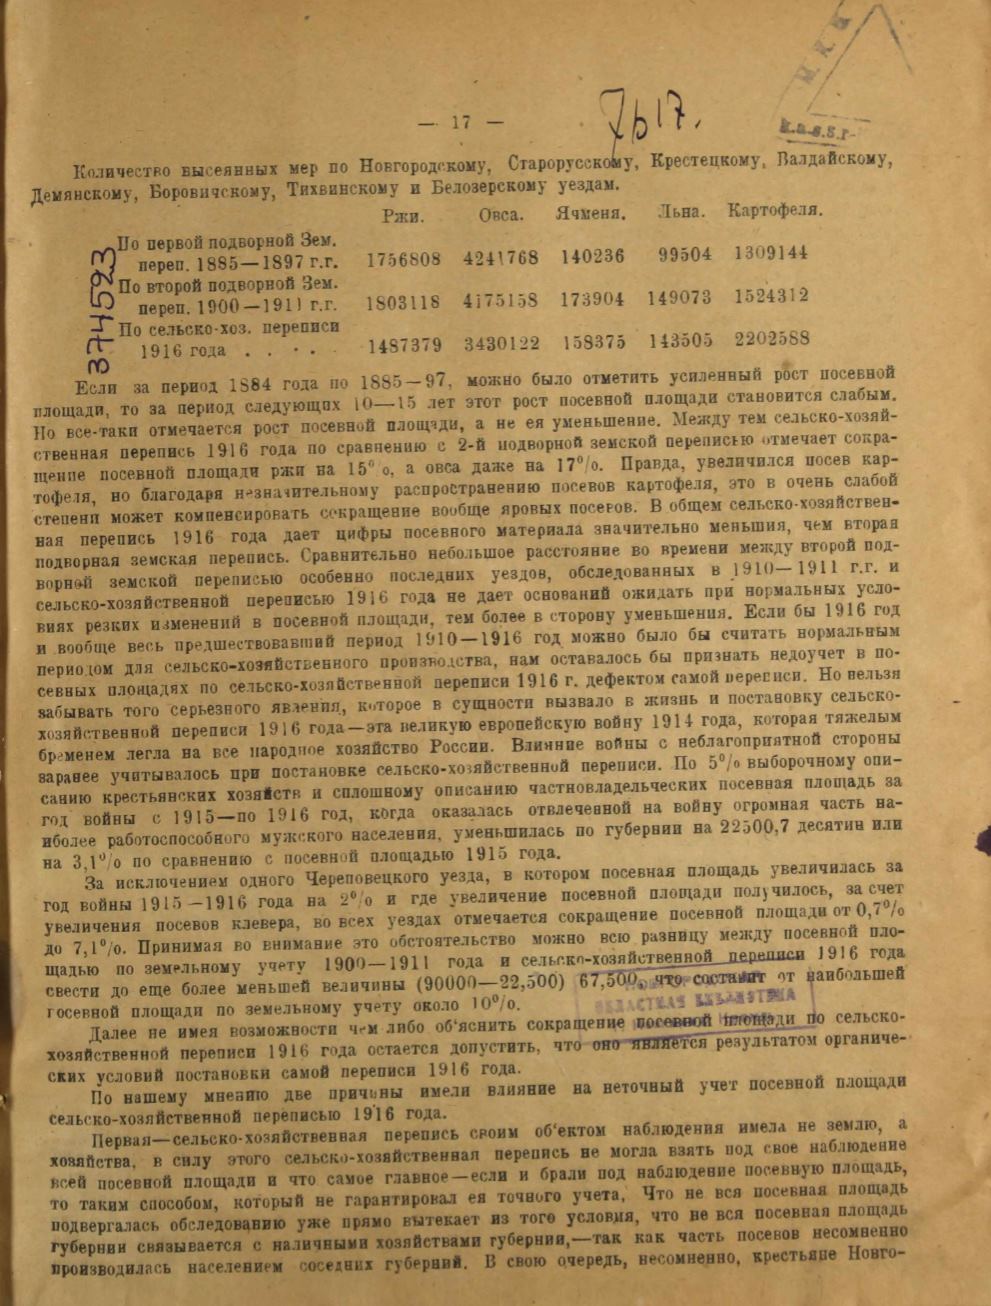 — 17 —
7617.
Количество высеянных мер по Новгородскому, Старорусскому, Крестецкому, Валдайскому,
Демянскому, Боровичскому, Тихвинскому и Белозерскому уездам.
Ржи. Овса. Ячменя. Льна. Картофеля.
По первой подворной Зем.
переп. 1885—1897 г.г. 1756808 4241768 140236 99504 1309144
По второй подворной Зем.
переп. 1900—1911 г.г. 1803118 4175158 173904 149073 1524312
По сельско-хоз. переписи
1916 года . . . . 1487379 3430122 158375 143505 2202588
Если за период 1884 года по 1885—97, можно было отметить усиленный рост посевной
площади, то за период следующих 10—15 лет этот рост посевной площади становится слабым.
Но все-таки отмечается рост посевной площади, а не ея уменьшение. Между тем сельско-хозяй-
ственная перепись 1916 года по сравнению с 2-й подворной земской переписью отмечает сокра-
щение посевной площади ржи на 15%, а овса даже на 17%. Правда, увеличился посев кар-
тофеля, но благодаря незначительному распространению посевов картофеля, это в очень слабой
степени может компенсировать сокращение вообще яровых посевов. В общем сельско-хозяйствен-
ная перепись 1916 года дает цифры посевного материала значительно меньшия, чем вторая
подворная земская перепись. Сравнительно небольшое расстояние во времени между второй под-
ворной земской переписью особенно последних уездов, обследованных в 1910—1911 г.г. и
сельско-хозяйственной переписью 1916 года не дает оснований ожидать при нормальных усло-
виях резких изменений в посевной площади, тем более в сторону уменьшения. Если бы 1916 год
и вообще весь предшествовавший период 1910—1916 год можно было бы считать нормальным
периодом для сельско-хозяйственного производства, нам оставалось бы признать недоучет в по-
севных площадях по сельско-хозяйственной переписи 1916 г. дефектом самой переписи. Но нельзя
забывать того серьезного явления, которое в сущности вызвало в жизнь и постановку сельско-
хозяйственной переписи 1916 года—эта великую европейскую войну 1914 года, которая тяжелым
бременем легла на все народное хозяйство России. Влияние войны с неблагоприятной стороны
заранее учитывалось при постановке сельско-хозяйственной переписи. По 5% выборочному опи-
санию крестьянских хозяйств и сплошному описанию частновладельческих посевная площадь за
год войны с 1915—по 1916 год, когда оказалась отвлеченной на войну огромная часть на-
иболее работоспособного мужского населения, уменьшилась по губернии на 22500,7 десятин или
на 3,1% по сравнению с посевной площадью 1915 года.
За исключением одного Череповецкого уезда, в котором посевная площадь увеличилась за
год войны 1915—1916 года на 2% и где увеличение посевной площади получилось, за счет
увеличения посевов клевера, во всех уездах отмечается сокращение посевной площади от 0,7%
до 7,1%. Принимая во внимание это обстоятельство можно всю разницу между посевной пло-
щадью по земельному учету 1900—1911 года и сельско-хозяйственной переписи 1916 года
свести до еще более меньшей величины (90000—22,500) 67,500, что составит от наибольшей
посевной площади по земельному учету около 10%.
ОБЛАСТНАЯ БИБЛИОТЕКА
Далее не имея возможности чем либо об'яснить сокращение посевной площади по сельско-
хозяйственной переписи 1916 года остается допустить, что оно является результатом органиче-
ских условий постановки самой переписи 1916 года.
По нашему мнению две причины имели влияние на неточный учет посевной площади
сельско-хозяйственной переписью 1916 года.
Первая—сельско-хозяйственная перепись своим об'ектом наблюдения имела не землю, а
хозяйства, в силу этого сельско-хозяйственная перепись не могла взять под свое наблюдение
всей посевной площади и что самое главное—если и брали под наблюдение посевную площадь,
то таким способом, который не гарантировал ея точного учета, Что не вся посевная площадь
подвергалась обследованию уже прямо вытекает из того условия, что не вся посевная площадь
губернии связывается с наличными хозяйствами губернии,—так как часть посевов несомненно
производилась населением соседних губерний. В свою очередь, несомненно, крестьяне Новго-
374593